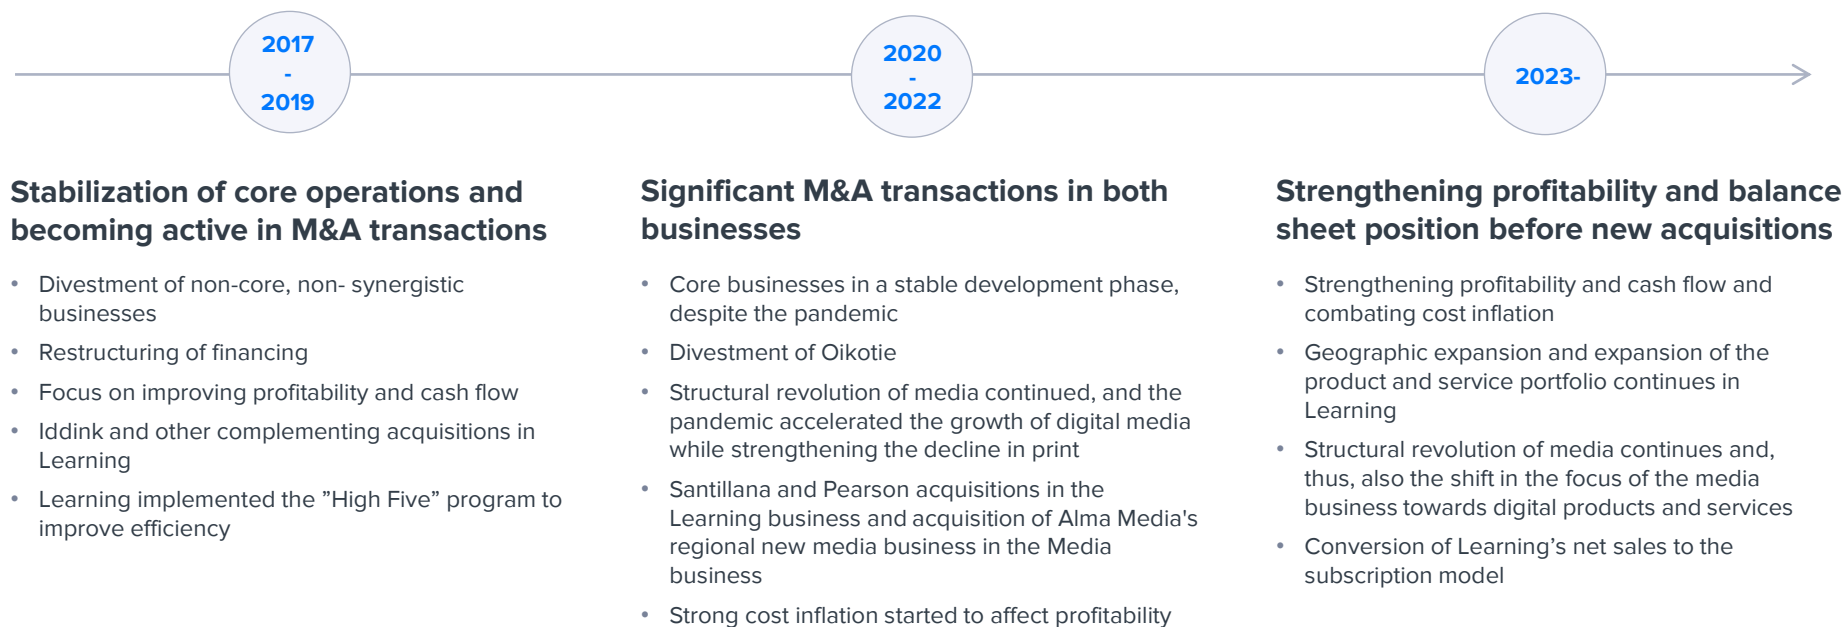 2017
-
2019
2020
-
2022
2023-
Stabilization of core operations and
becoming active in M&A transactions
• Divestment of non-core, non- synergistic
businesses
• Restructuring of financing
• Focus on improving profitability and cash flow
• Iddink and other complementing acquisitions in
Learning
• Learning implemented the ”High Five” program to
improve efficiency
Significant M&A transactions in both
businesses
• Core businesses in a stable development phase,
despite the pandemic
• Divestment of Oikotie
• Structural revolution of media continued, and the
pandemic accelerated the growth of digital media
while strengthening the decline in print
• Santillana and Pearson acquisitions in the
Learning business and acquisition of Alma Media's
regional new media business in the Media
business
• Strong cost inflation started to affect profitability
Strengthening profitability and balance
sheet position before new acquisitions
• Strengthening profitability and cash flow and
combating cost inflation
• Geographic expansion and expansion of the
product and service portfolio continues in
Learning
• Structural revolution of media continues and,
thus, also the shift in the focus of the media
business towards digital products and services
• Conversion of Learning’s net sales to the
subscription model